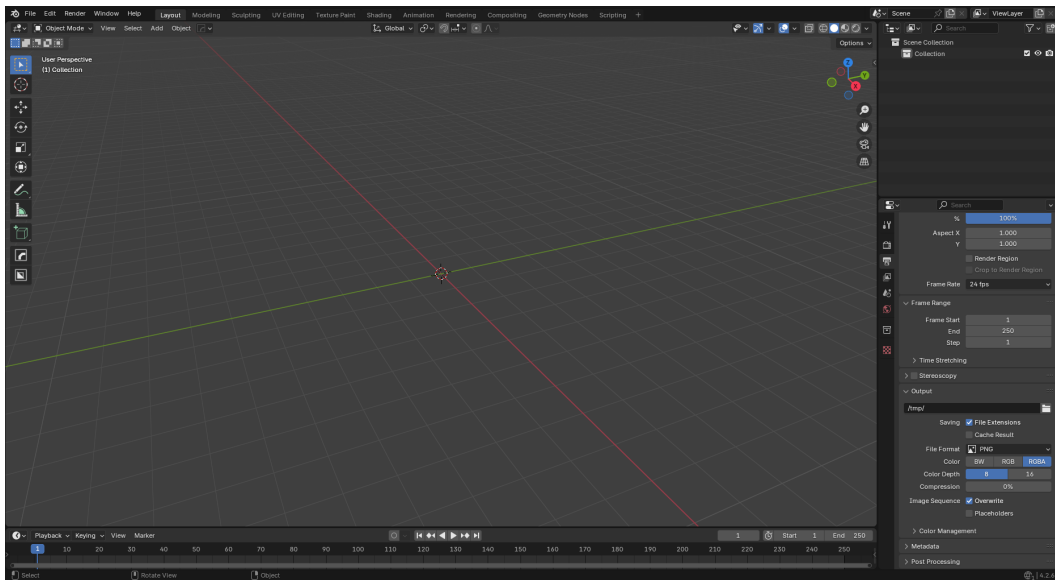 File Edit Render Window Help Layout Modeling Sculpting UV Editing Texture Paint Shading Animation Rendering Compositing Geometry Nodes Scripting + Scene ViewLayer
Object Mode View Select Add Object Global Search
Options
User Perspective
(1) Collection
Z
Y
X
Scene Collection
Collection
Search
% 100%
Aspect X 1.000
Y 1.000
Render Region
Crop to Render Region
Frame Rate 24 fps
Frame Range
Frame Start 1
End 250
Step 1
Time Stretching
Stereoscopy
Output
/tmp/
Saving File Extensions
Cache Result
File Format PNG
Color BW RGB RGBA
Color Depth 8 16
Compression 0%
Image Sequence Overwrite
Placeholders
Color Management
Metadata
Post Processing
Playback Keying View Marker 1 Start 1 End 250
1 10 20 30 40 50 60 70 80 90 100 110 120 130 140 150 160 170 180 190 200 210 220 230 240 250
Select Rotate View Object